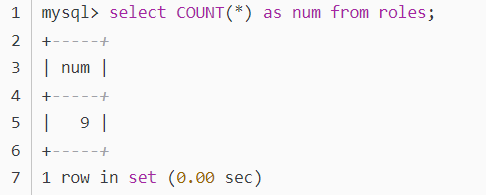 1 mysql> select COUNT(*) as num from roles;
2 +-----+
3 | num |
4 +-----+
5 |   9 |
6 +-----+
7 1 row in set (0.00 sec)